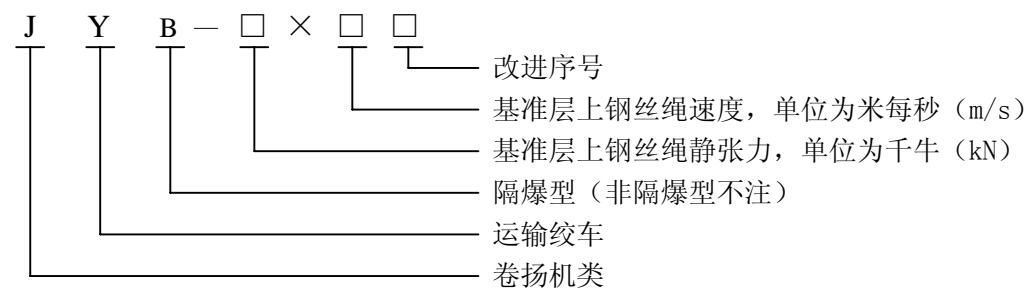 J Y B — □ × □ □
改进序号
基准层上钢丝绳速度，单位为米每秒（m/s）
基准层上钢丝绳静张力，单位为千牛（kN）
隔爆型（非隔爆型不注）
运输绞车
卷扬机类